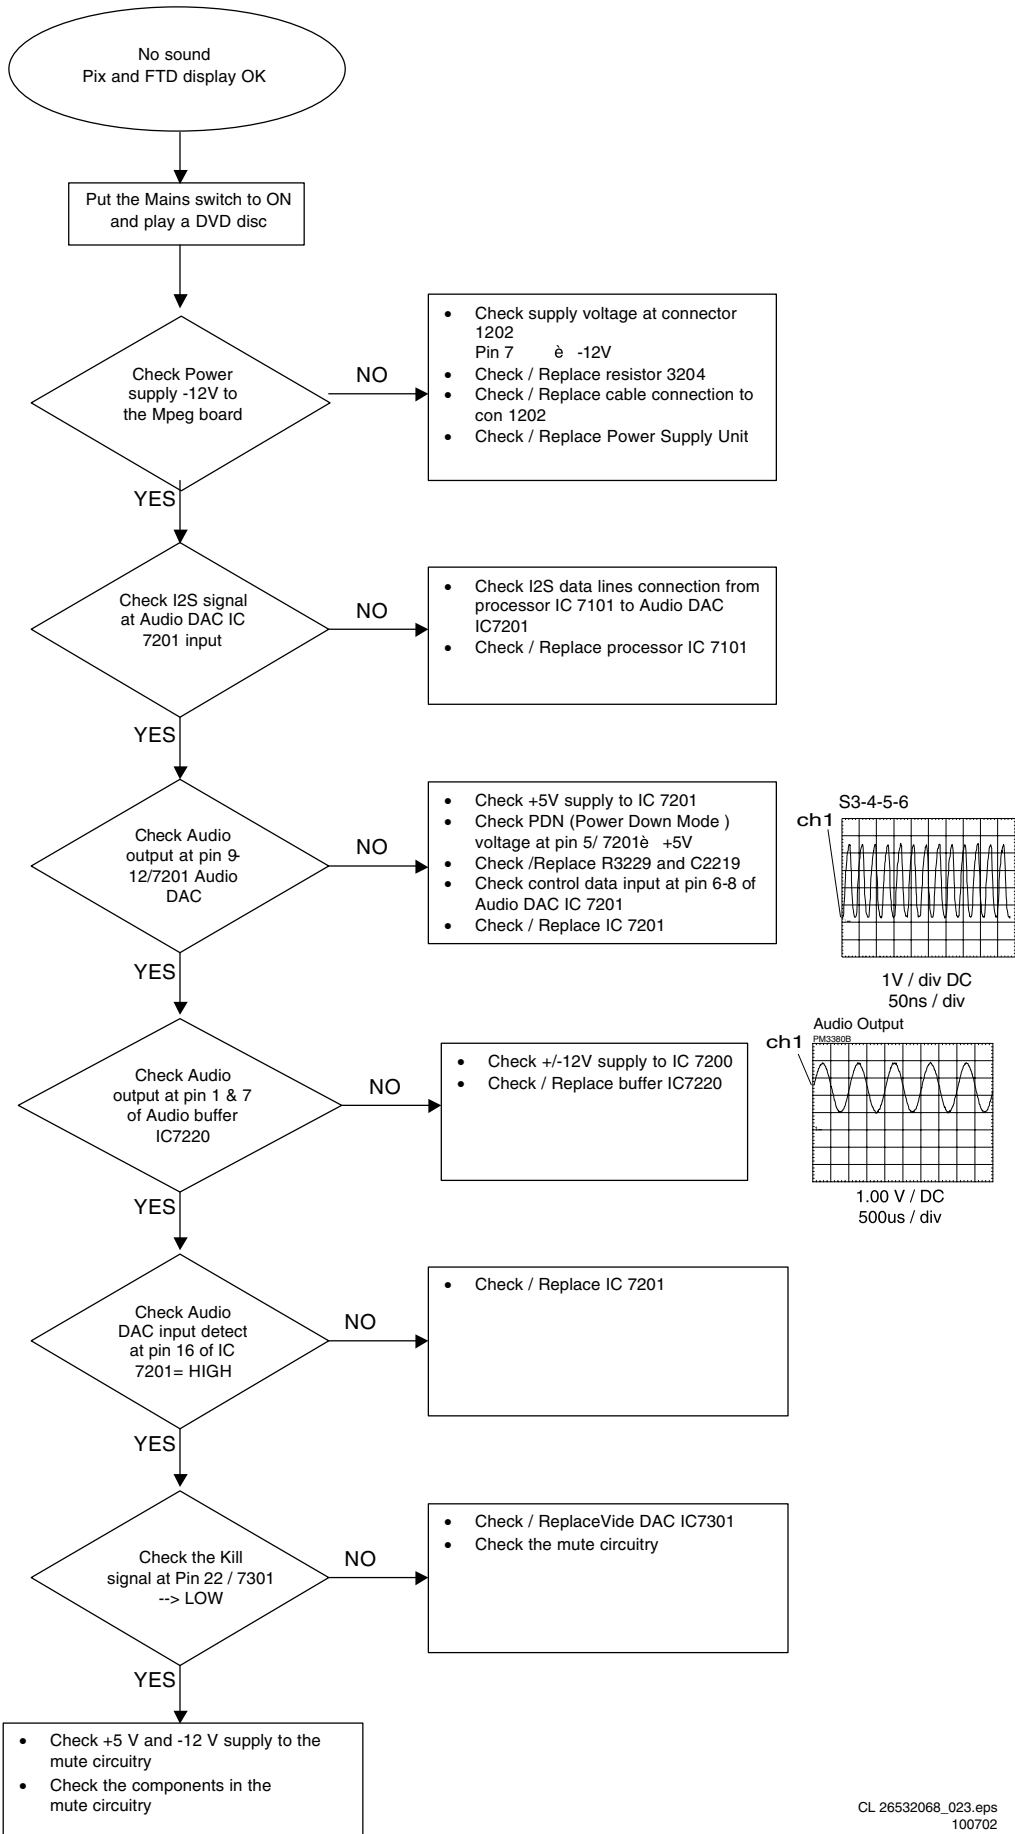 No sound
Pix and FTD display OK
Put the Mains switch to ON
and play a DVD disc
Check Power
supply -12V to
the Mpeg board
NO
• Check supply voltage at connector
1202
Pin 7 è -12V
• Check / Replace resistor 3204
• Check / Replace cable connection to
con 1202
• Check / Replace Power Supply Unit
YES
Check I2S signal
at Audio DAC IC
7201 input
NO
• Check I2S data lines connection from
processor IC 7101 to Audio DAC
IC7201
• Check / Replace processor IC 7101
YES
Check Audio
output at pin 9-
12/7201 Audio
DAC
NO
• Check +5V supply to IC 7201
• Check PDN (Power Down Mode )
voltage at pin 5/ 7201è +5V
• Check /Replace R3229 and C2219
• Check control data input at pin 6-8 of
Audio DAC IC 7201
• Check / Replace IC 7201
S3-4-5-6
ch1
1V / div DC
50ns / div
YES
Check Audio
output at pin 1 & 7
of Audio buffer
IC7220
NO
• Check +/-12V supply to IC 7200
• Check / Replace buffer IC7220
Audio Output
ch1
PM3380B
1.00 V / DC
500us / div
YES
Check Audio
DAC input detect
at pin 16 of IC
7201= HIGH
NO
• Check / Replace IC 7201
YES
Check the Kill
signal at Pin 22 / 7301
--> LOW
NO
• Check / ReplaceVide DAC IC7301
• Check the mute circuitry
YES
• Check +5 V and -12 V supply to the
mute circuitry
• Check the components in the
mute circuitry
CL 26532068_023.eps
100702